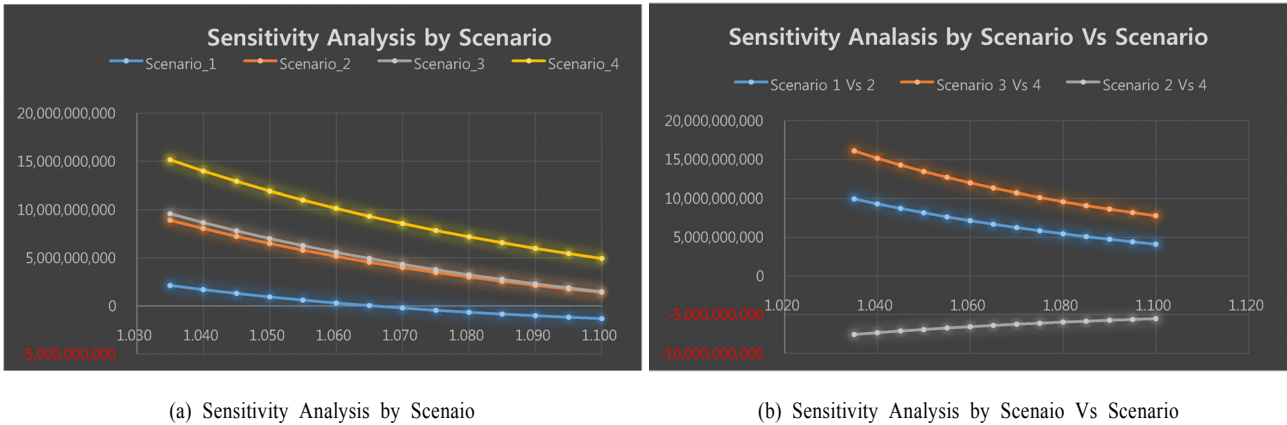 Sensitivity Analysis by Scenario
Scenario_1 Scenario_2 Scenario_3 Scenario_4
20,000,000,000
15,000,000,000
10,000,000,000
5,000,000,000
0
1.030 1.040 1.050 1.060 1.070 1.080 1.090 1.100
-5,000,000,000
(a) Sensitivity Analysis by Scenaio
Sensitivity Analasis by Scenario Vs Scenario
Scenario 1 Vs 2 Scenario 3 Vs 4 Scenario 2 Vs 4
20,000,000,000
15,000,000,000
10,000,000,000
5,000,000,000
0
1.020 1.040 1.060 1.080 1.100 1.120
-5,000,000,000
-10,000,000,000
(b) Sensitivity Analysis by Scenaio Vs Scenario